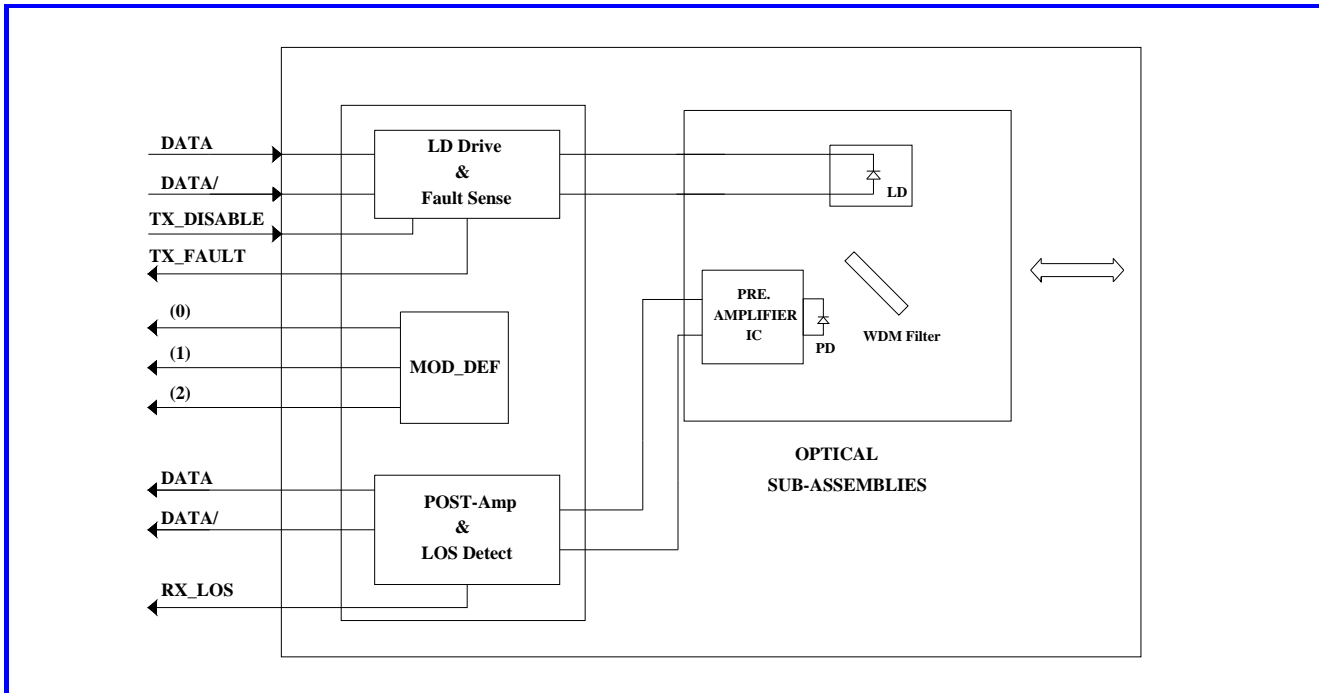 DATA
DATA/
TX_DISABLE
TX_FAULT
(0)
(1)
(2)
DATA
DATA/
RX_LOS
LD Drive
&
Fault Sense
MOD_DEF
POST-Amp
&
LOS Detect
LD
PRE.
AMPLIFIER
IC
PD
WDM Filter
OPTICAL
SUB-ASSEMBLIES